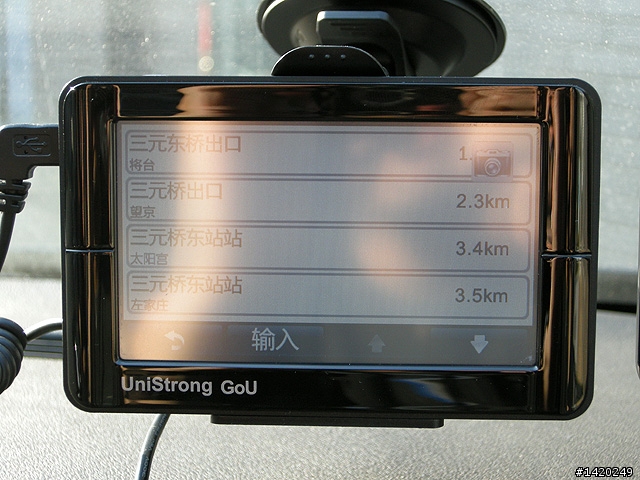 三元东桥出口
将台
1.
三元桥出口
望京
2.3km
三元桥东站站
太阳宫
3.4km
三元桥东站站
左家庄
3.5km
输入
UniStrong GoU
#1420249